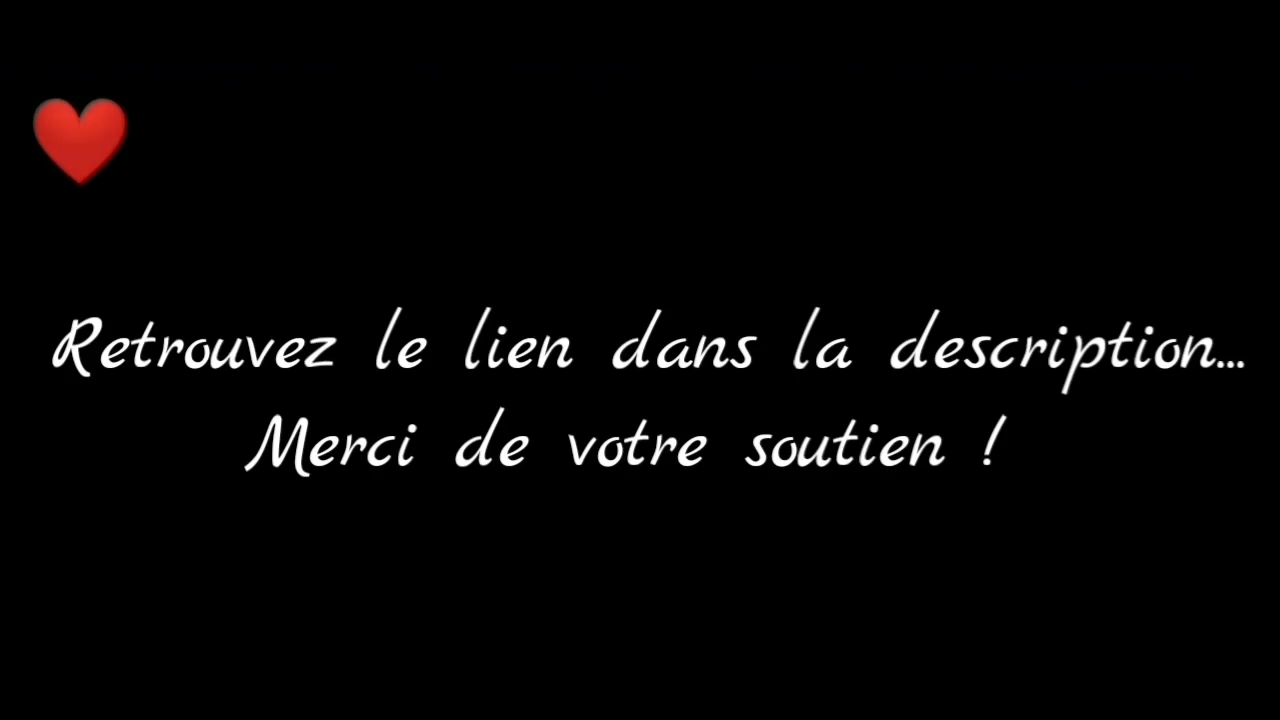 Retrouvez le lien dans la description...
Merci de votre soutien !